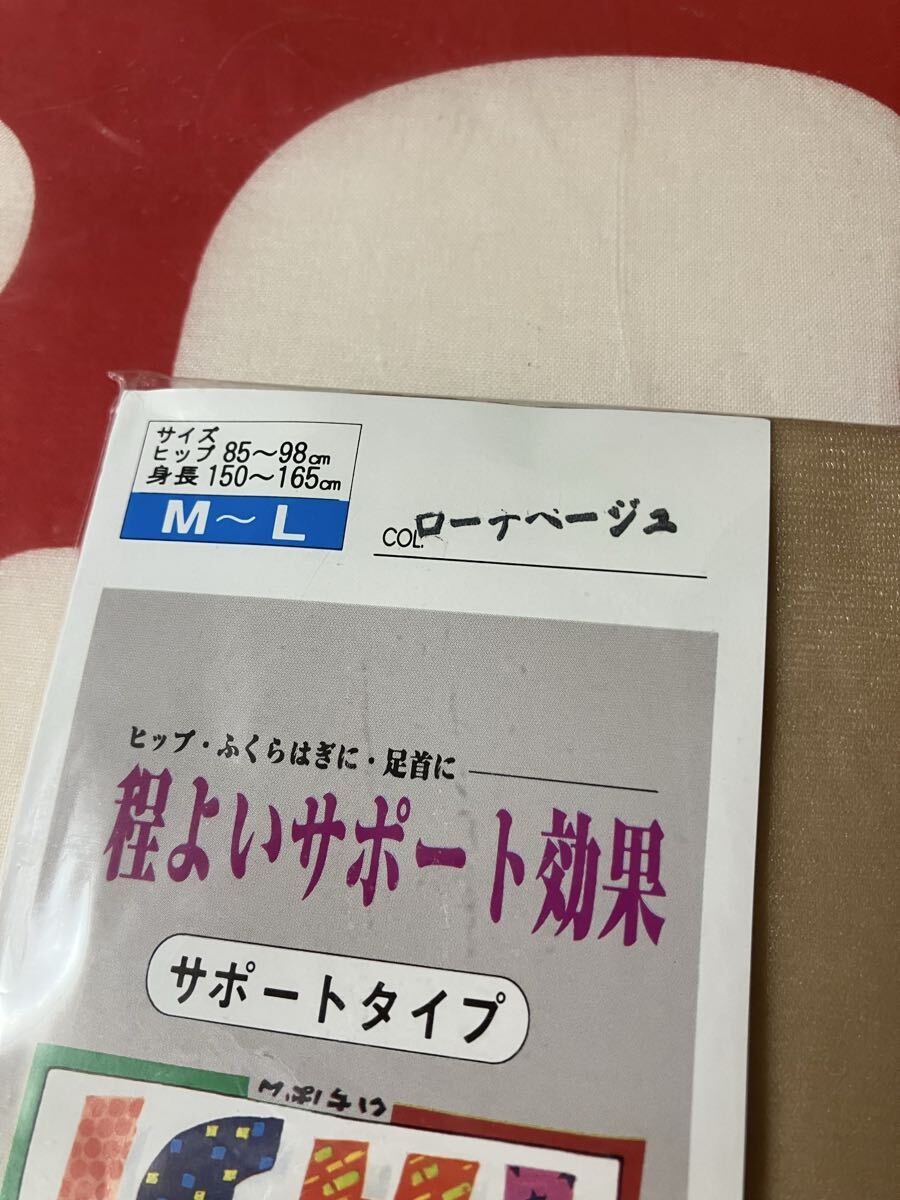 サイズ
ヒップ 85～98cm
身長 150～165cm
M～L
COL. ローテベージュ
ヒップ・ふくらはぎに・足首に
程よいサポート効果
サポートタイプ